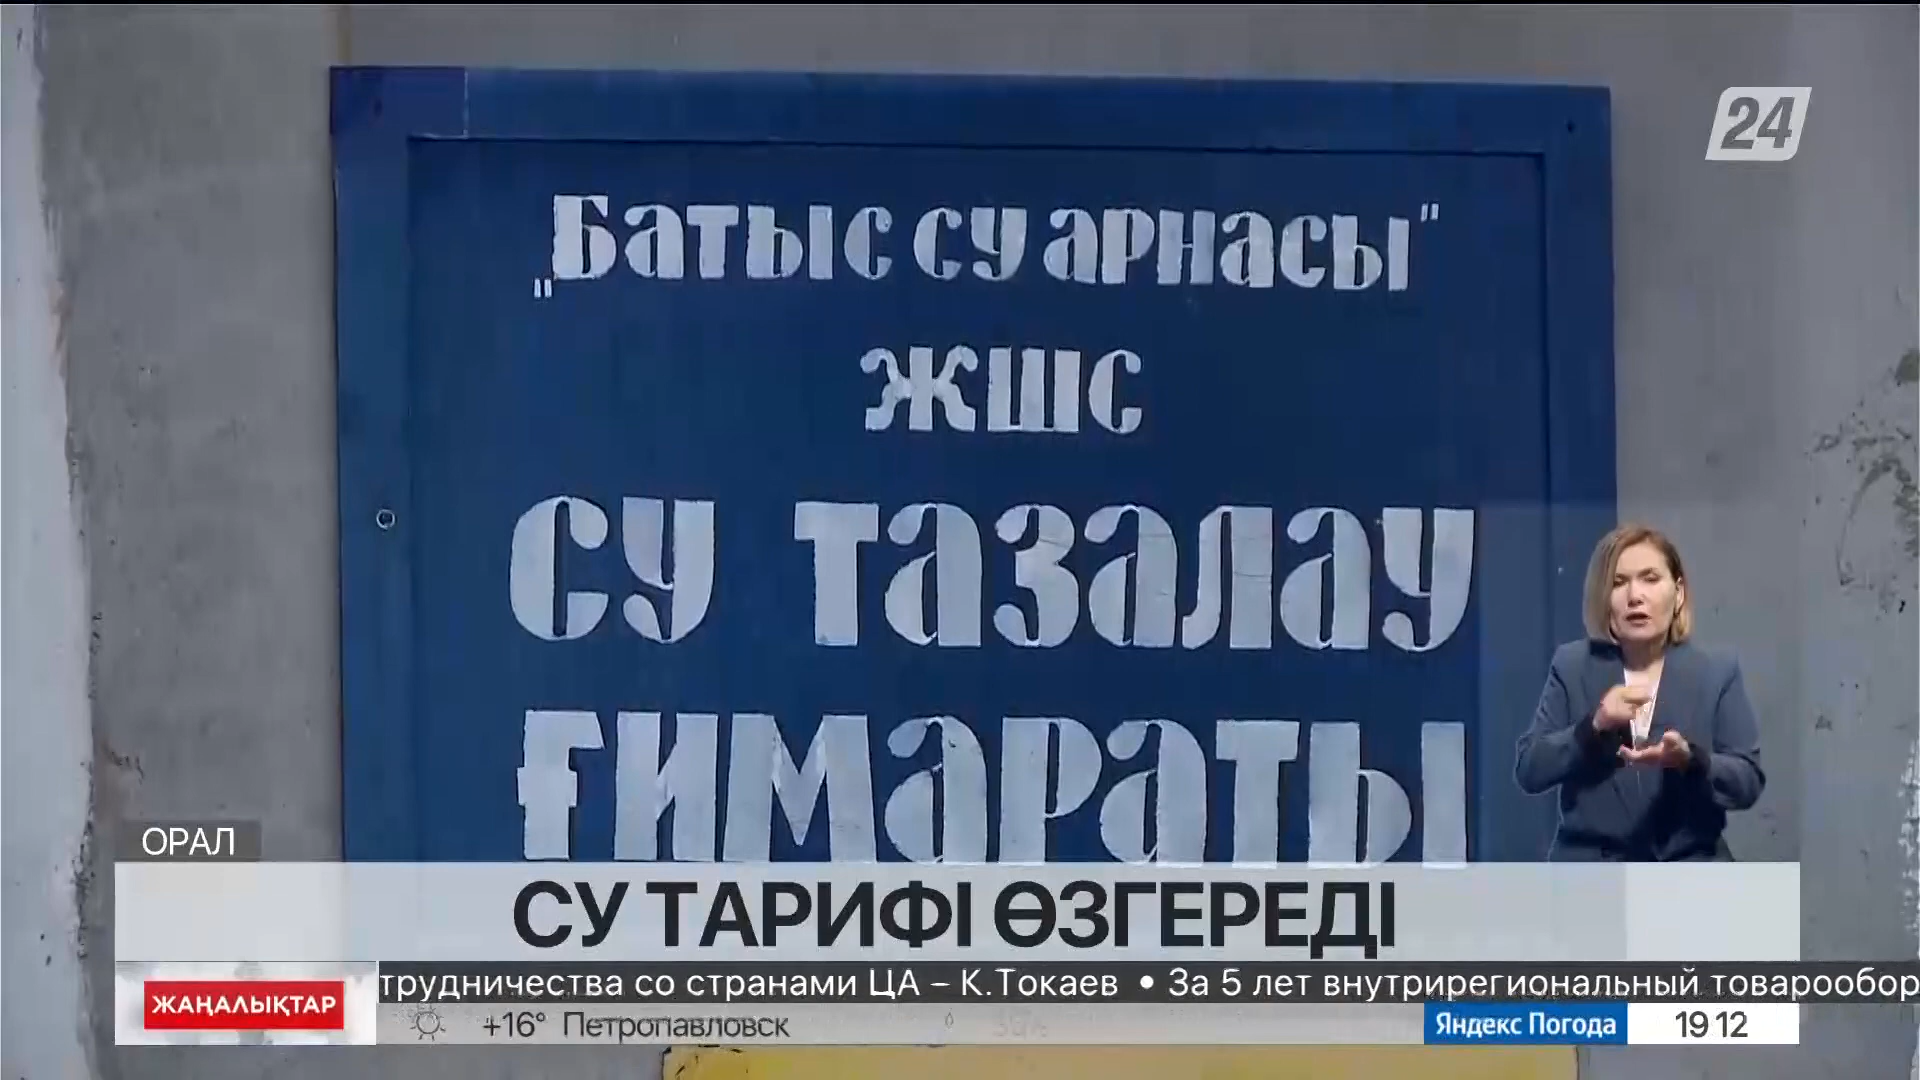 24
„Батыс су арнасы"
ЖШС
СУ ТАЗАЛАУ
ҒИМАРАТЫ
ОРАЛ
СУ ТАРИФІ ӨЗГЕРЕДІ
ЖАҢАЛЫҚТАР
трудничества со странами ЦА – К.Токаев • За 5 лет внутрирегиональный товарообор
+16° Петропавловск
Яндекс Погода
19 12